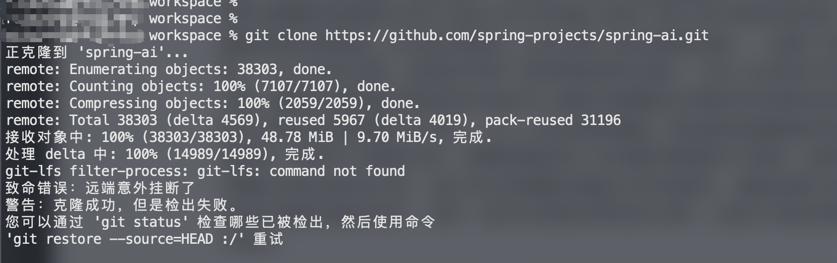 workspace %
workspace %
workspace % git clone https://github.com/spring-projects/spring-ai.git
正克隆到 'spring-ai'...
remote: Enumerating objects: 38303, done.
remote: Counting objects: 100% (7107/7107), done.
remote: Compressing objects: 100% (2059/2059), done.
remote: Total 38303 (delta 4569), reused 5967 (delta 4019), pack-reused 31196
接收对象中: 100% (38303/38303), 48.78 MiB | 9.70 MiB/s, 完成.
处理 delta 中: 100% (14989/14989), 完成.
git-lfs filter-process: git-lfs: command not found
致命错误：远端意外挂断了
警告：克隆成功，但是检出失败。
您可以通过 'git status' 检查哪些已被检出，然后使用命令
'git restore --source=HEAD :/' 重试